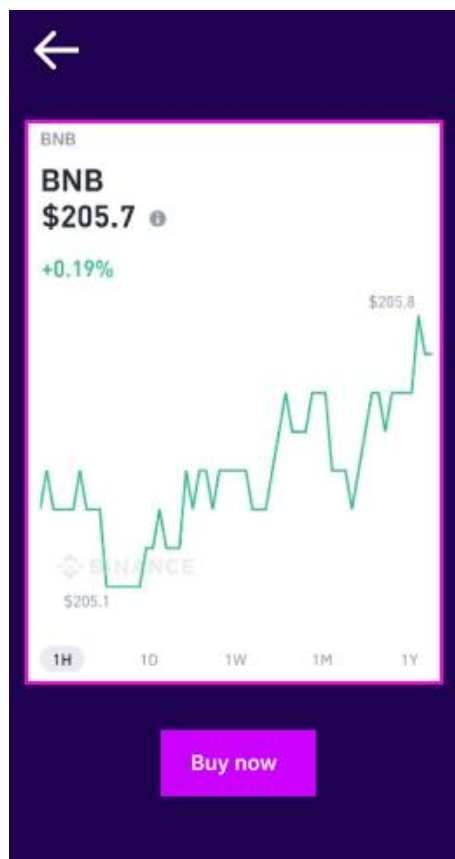 BNB
BNB
$205.7
+0.19%
$205.8
BINANCE
$205.1
1H 1D 1W 1M 1Y
Buy now